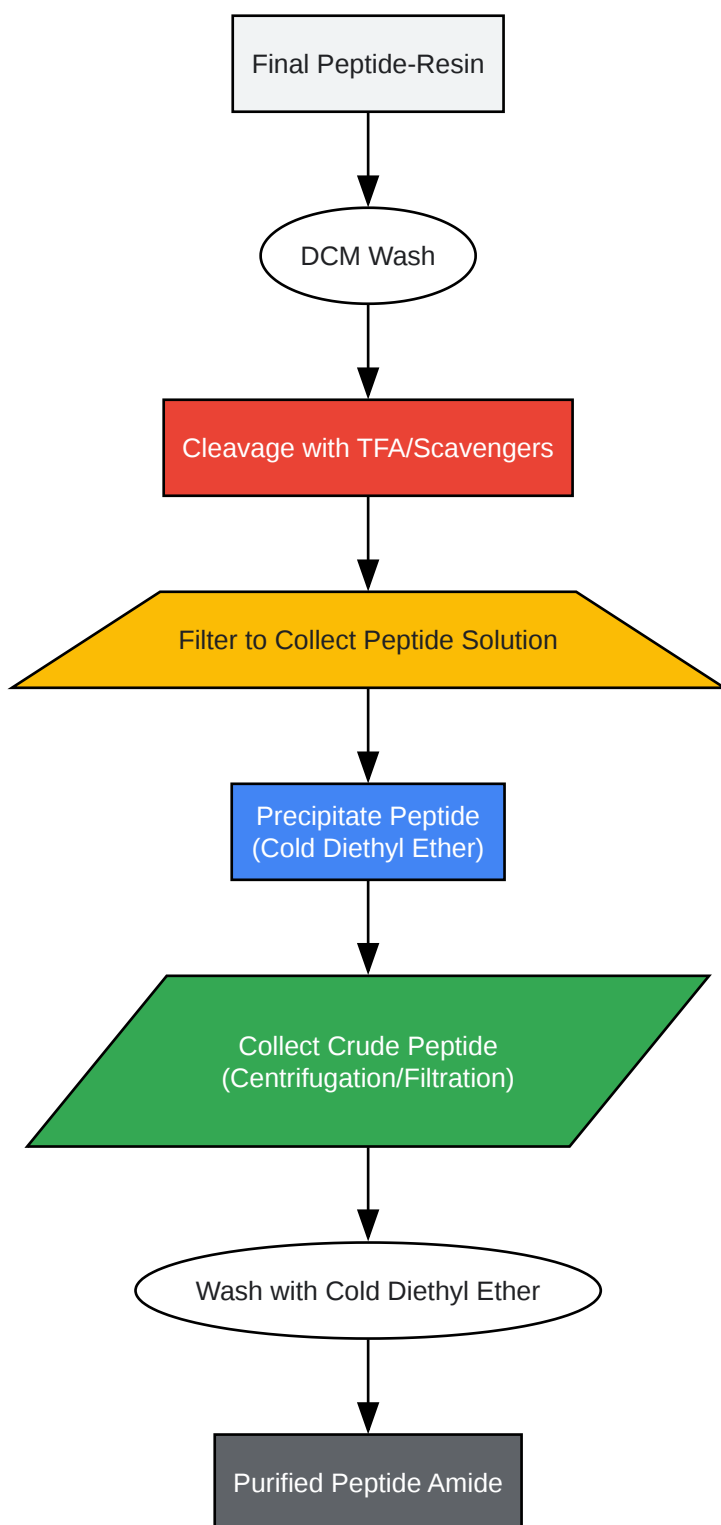 Final Peptide-Resin
DCM Wash
Cleavage with TFA/Scavengers
Filter to Collect Peptide Solution
Precipitate Peptide
(Cold Diethyl Ether)
Collect Crude Peptide
(Centrifugation/Filtration)
Wash with Cold Diethyl Ether
Purified Peptide Amide